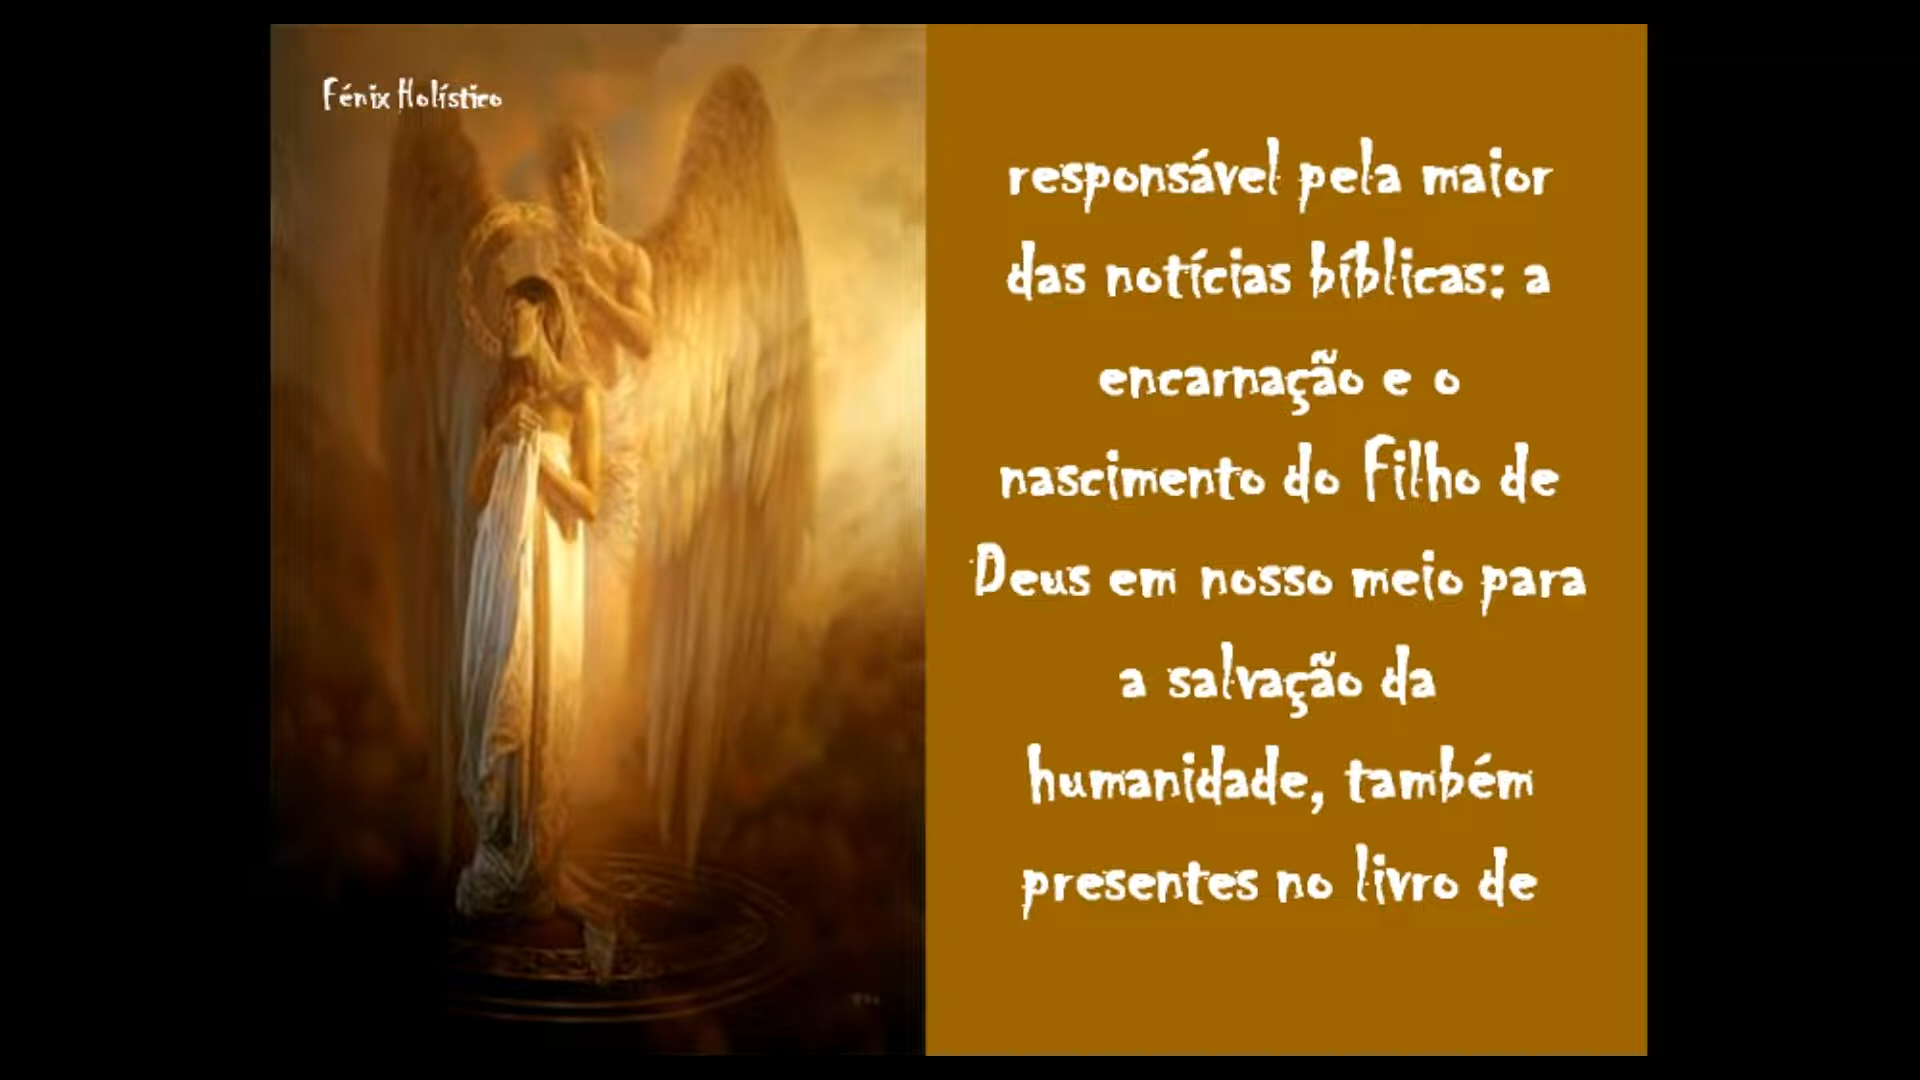 Fénix Holístico
responsável pela maior
das notícias bíblicas: a
encarnação e o
nascimento do Filho de
Deus em nosso meio para
a salvação da
humanidade, também
presentes no livro de